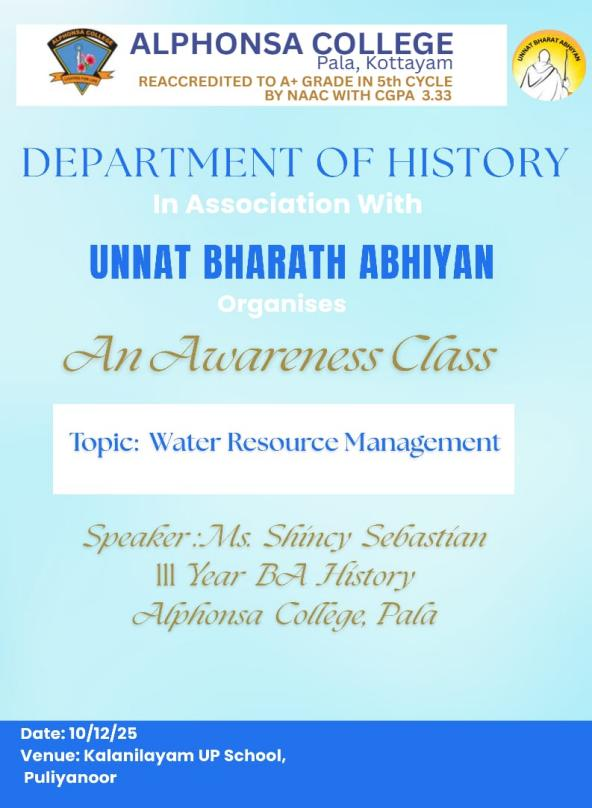 ALPHONSA COLLEGE
ALPHONSA COLLEGE
Pala, Kottayam
REACCREDITED TO A+ GRADE IN 5th CYCLE
BY NAAC WITH CGPA 3.33
UNNAT BHARAT ABHIYAN
DEPARTMENT OF HISTORY
In Association With
UNNAT BHARATH ABHIYAN
Organises
An Awareness Class
Topic: Water Resource Management
Speaker :Ms. Shincy Sebastian
III Year BA History
Alphonsa College, Pala
Date: 10/12/25
Venue: Kalanilayam UP School,
Puliyanoor